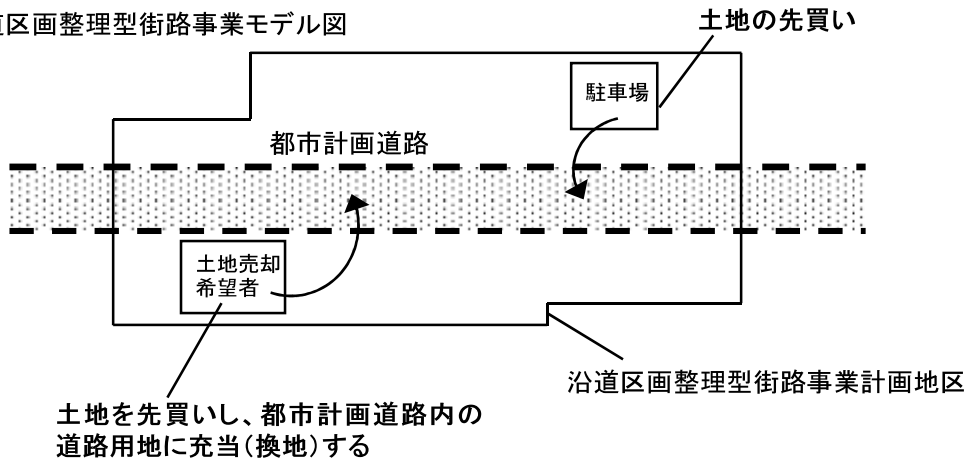 道区画整理型街路事業モデル図
土地の先買い
駐車場
都市計画道路
土地売却
希望者
沿道区画整理型街路事業計画地区
土地を先買いし、都市計画道路内の
道路用地に充当(換地)する